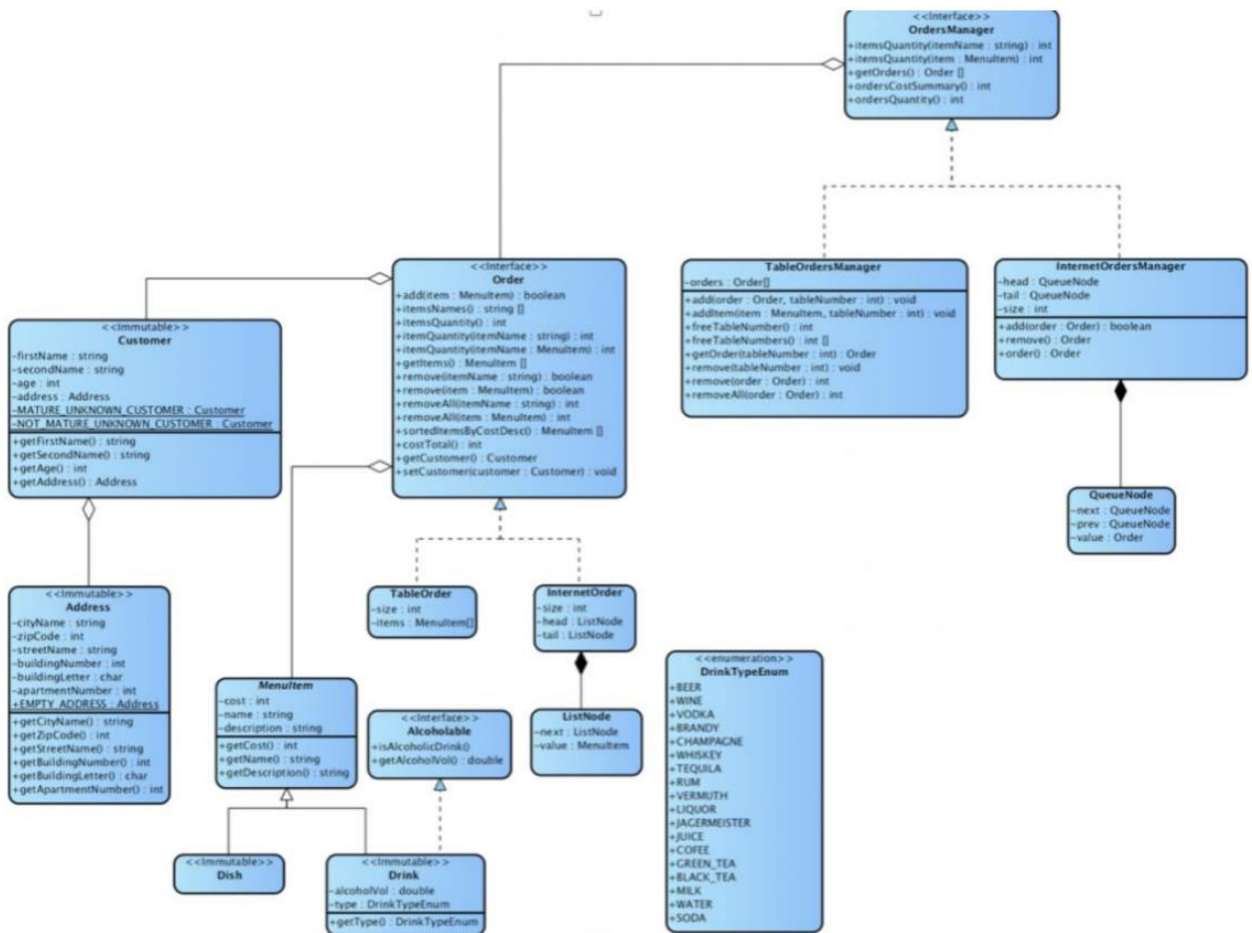 <<Interface>>
OrdersManager
+itemsQuantity(itemName : string) : int
+itemsQuantity(item : MenuItem) : int
+getOrders() : Order []
+ordersCostSummary() : int
+ordersQuantity() : int
<<Interface>>
Order
+add(item : MenuItem) : boolean
+itemsNames() : string []
+itemsQuantity() : int
+itemQuantity(itemName : string) : int
+itemQuantity(itemName : MenuItem) : int
+getItems() : MenuItem []
+remove(itemName : string) : boolean
+remove(item : MenuItem) : boolean
+removeAll(itemName : string) : int
+removeAll(item : MenuItem) : int
+sortedItemsByCostDesc() : MenuItem []
+costTotal() : int
+getCustomer() : Customer
+setCustomer(customer : Customer) : void
TableOrdersManager
-orders : Order[]
+add(order : Order, tableNumber : int) : void
+addItem(item : MenuItem, tableNumber : int) : void
+freeTableNumber() : int
+freeTableNumbers() : int []
+getOrder(tableNumber : int) : Order
+remove(tableNumber : int) : void
+remove(order : Order) : int
+removeAll(order : Order) : int
InternetOrdersManager
-head : QueueNode
-tail : QueueNode
-size : int
+add(order : Order) : boolean
+remove() : Order
+order() : Order
<<Immutable>>
Customer
-firstName : string
-secondName : string
-age : int
-address : Address
-MATURE_UNKNOWN_CUSTOMER : Customer
-NOT_MATURE_UNKNOWN_CUSTOMER : Customer
+getFirstName() : string
+getSecondName() : string
+getAge() : int
+getAddress() : Address
QueueNode
-next : QueueNode
-prev : QueueNode
-value : Order
<<Immutable>>
Address
-cityName : string
-zipCode : int
-streetName : string
-buildingNumber : int
-buildingLetter : char
-apartmentNumber : int
+EMPTY_ADDRESS : Address
+getCityName() : string
+getZipCode() : int
+getStreetName() : string
+getBuildingNumber() : int
+getBuildingLetter() : char
+getApartmentNumber() : int
TableOrder
-size : int
-items : MenuItem[]
InternetOrder
-size : int
-head : ListNode
-tail : ListNode
MenuItem
-cost : int
-name : string
-description : string
+getCost() : int
+getName() : string
+getDescription() : string
<<Interface>>
Alcoholable
+isAlcoholicDrink()
+getAlcoholVol() : double
ListNode
-next : ListNode
-value : MenuItem
<<enumeration>>
DrinkTypeEnum
+BEER
+WINE
+VODKA
+BRANDY
+CHAMPAGNE
+WHISKEY
+TEQUILA
+RUM
+VERMUTH
+LIQUOR
+JAGERMEISTER
+JUICE
+COFEE
+GREEN_TEA
+BLACK_TEA
+MILK
+WATER
+SODA
<<Immutable>>
Dish
<<Immutable>>
Drink
-alcoholVol : double
-type : DrinkTypeEnum
+getType() : DrinkTypeEnum